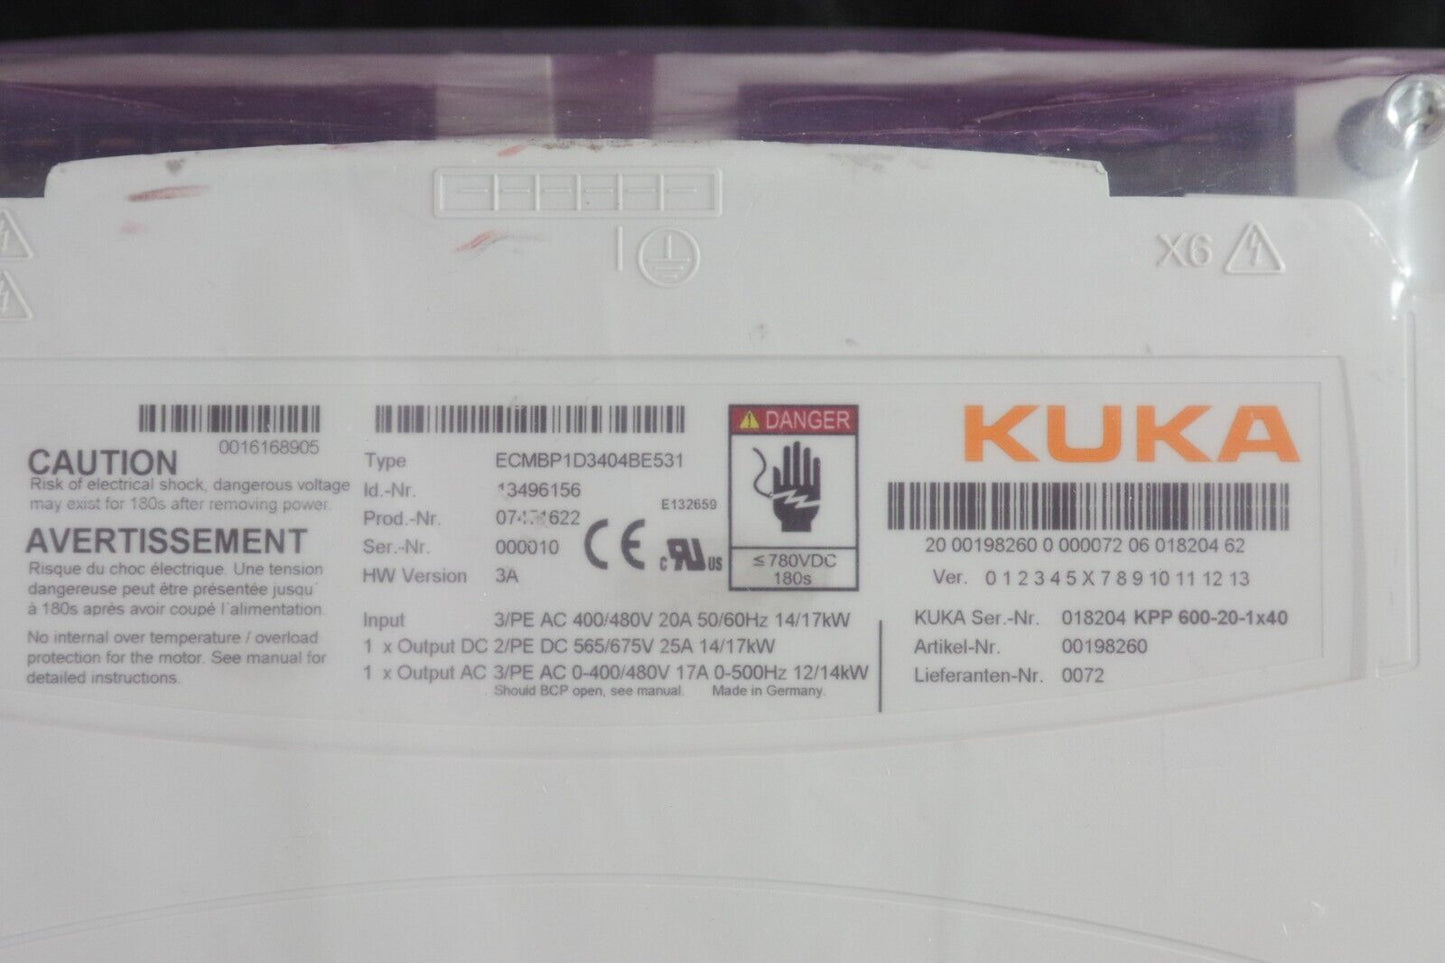 X6
0016168905
CAUTION
Risk of electrical shock, dangerous voltage
may exist for 180s after removing power.
AVERTISSEMENT
Risque du choc électrique. Une tension
dangereuse peut être présentée jusqu'
à 180s après avoir coupé l'alimentation.
No internal over temperature / overload
protection for the motor. See manual for
detailed instructions.
Type ECMBP1D3404BE531
Id.-Nr. 13496156
Prod.-Nr.
Ser.-Nr. 000010
HW Version 3A
E132659
CE
c RU US
DANGER
≤780VDC
180s
Input 3/PE AC 400/480V 20A 50/60Hz 14/17kW
1 x Output DC 2/PE DC 565/675V 25A 14/17kW
1 x Output AC 3/PE AC 0-400/480V 17A 0-500Hz 12/14kW
Should BCP open, see manual. Made in Germany.
KUKA
20 00198260 0 000072 06 018204 62
Ver. 0 1 2 3 4 5 X 7 8 9 10 11 12 13
KUKA Ser.-Nr. 018204 KPP 600-20-1x40
Artikel-Nr. 00198260
Lieferanten-Nr. 0072